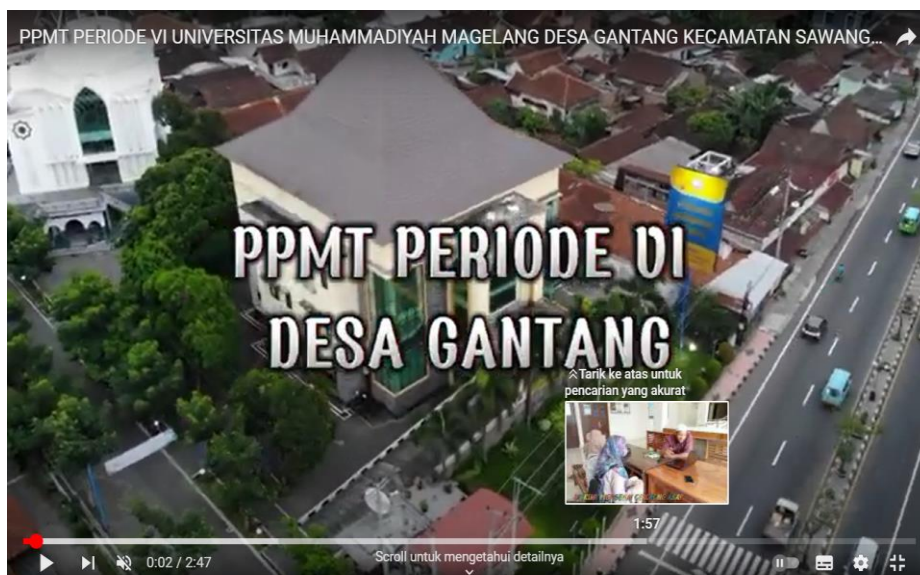 PPMT PERIODE VI UNIVERSITAS MUHAMMADIYAH MAGELANG DESA GANTANG KECAMATAN SAWANG...
PPMT PERIODE VI
DESA GANTANG
Tarik ke atas untuk
pencarian yang akurat
1:57
0:02 / 2:47
Scroll untuk mengetahui detailnya